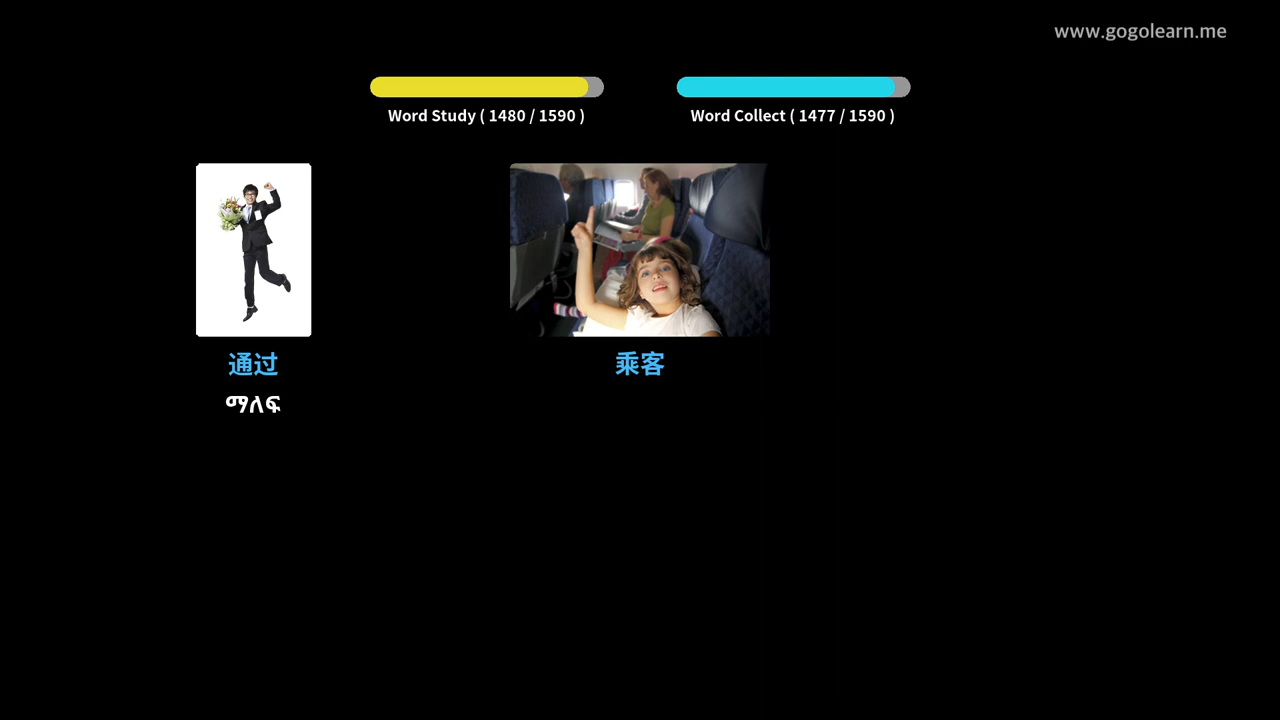 www.gogolearn.me
Word Study ( 1480 / 1590 )
Word Collect ( 1477 / 1590 )
通过
乘客
ማለፍ